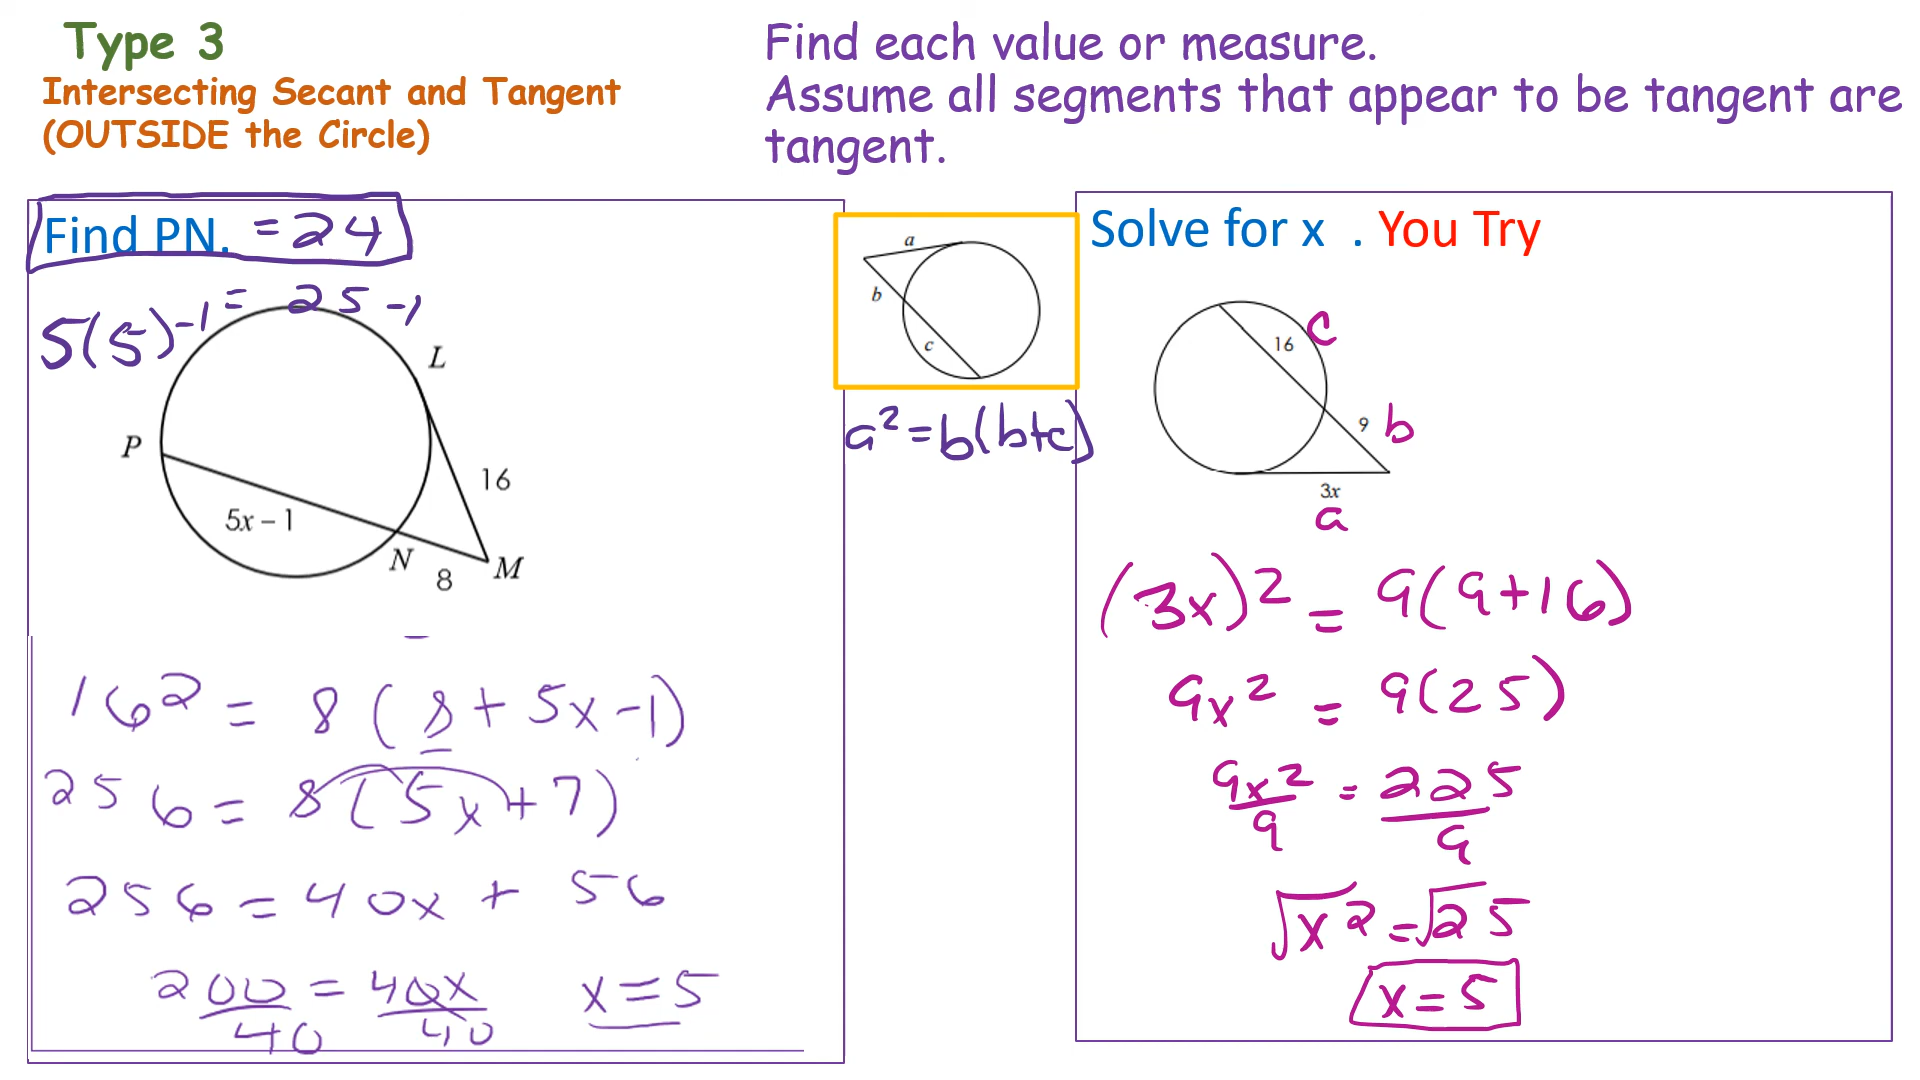 Type 3
Intersecting Secant and Tangent
(OUTSIDE the Circle)
Find each value or measure.
Assume all segments that appear to be tangent are
tangent.
Find PN. = 24
5(5)-1 = 25-1
L
P
16
5x – 1
N
8
M
16² = 8(8+5x-1)
256 = 8(5x+7)
256 = 40x + 56
200/40 = 40x/40 x=5
a
b
c
a² = b(b+c)
Solve for x . You Try
16 c
9 b
3x
a
(3x)² = 9(9+16)
9x² = 9(25)
9x²/9 = 225/9
√x² = √25
x = 5